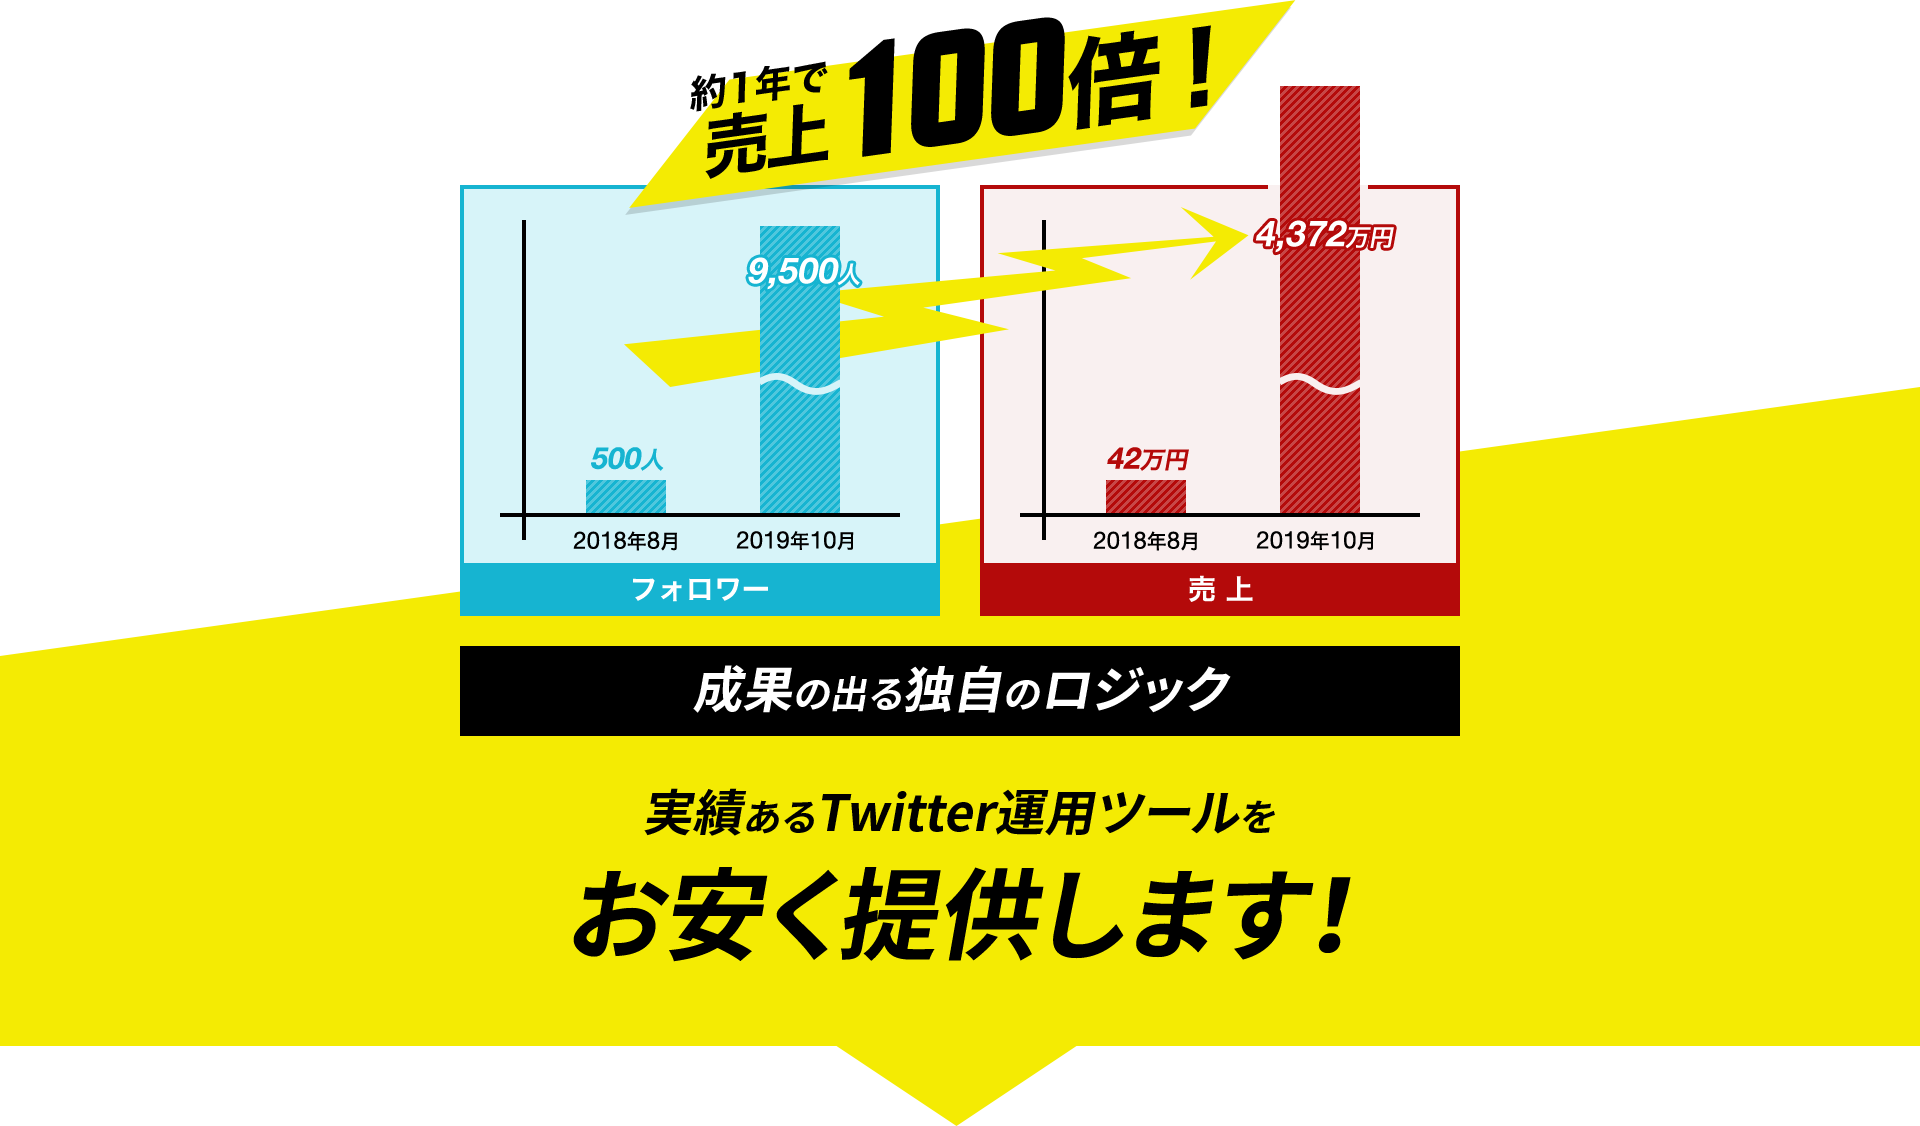 約1年で
売上100倍！
9,500人
500人
2018年8月
2019年10月
フォロワー
4,372万円
42万円
2018年8月
2019年10月
売上
成果の出る独自のロジック
実績あるTwitter運用ツールを
お安く提供します！